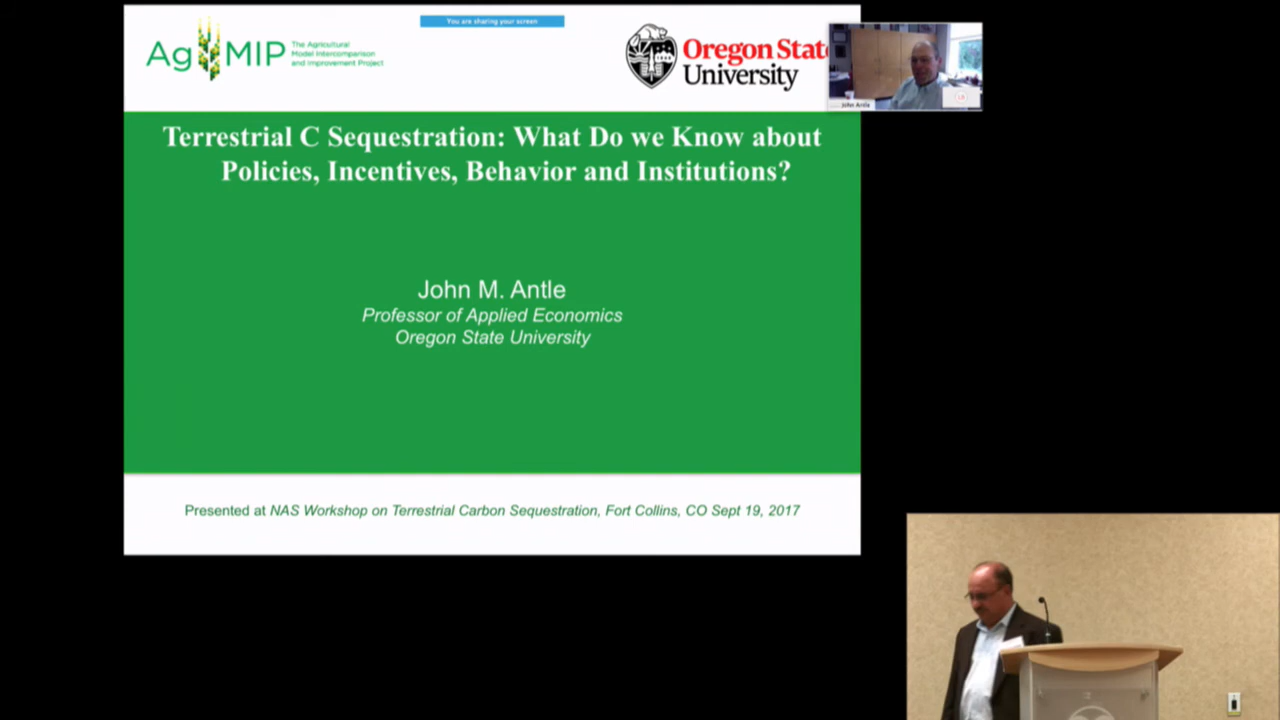 You are sharing your screen
AgMIP
The Agricultural
Model Intercomparison
and Improvement Project
Oregon State
University
John Antle
Terrestrial C Sequestration: What Do we Know about
Policies, Incentives, Behavior and Institutions?
John M. Antle
Professor of Applied Economics
Oregon State University
Presented at NAS Workshop on Terrestrial Carbon Sequestration, Fort Collins, CO Sept 19, 2017